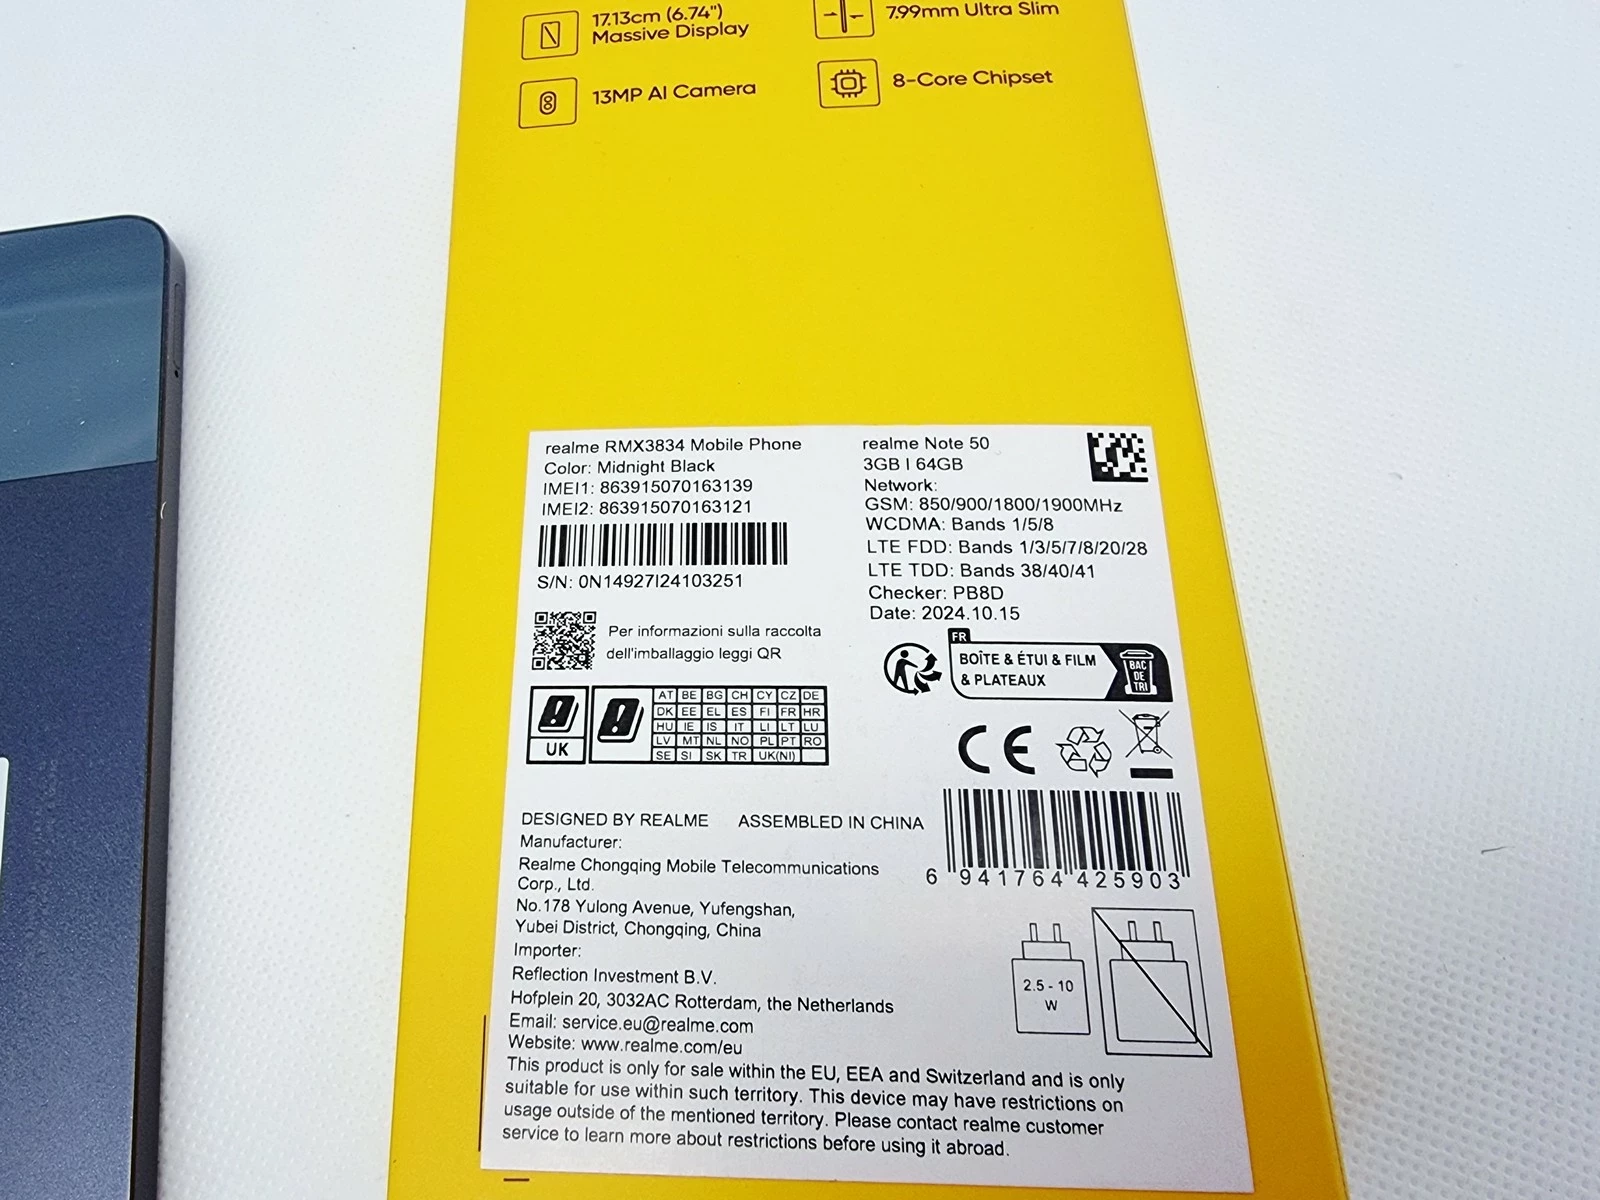 17.13cm (6.74")
Massive Display
7.99mm Ultra Slim
13MP AI Camera
8-Core Chipset
realme RMX3834 Mobile Phone
Color: Midnight Black
IMEI1: 863915070163139
IMEI2: 863915070163121
S/N: 0N14927I24103251
Per informazioni sulla raccolta
dell'imballaggio leggi QR
UK
AT BE BG CH CY CZ DE
DK EE EL ES FI FR HR
HU IE IS IT LI LT LU
LV MT NL NO PL PT RO
SE SI SK TR UK(NI)
realme Note 50
3GB | 64GB
Network:
GSM: 850/900/1800/1900MHz
WCDMA: Bands 1/5/8
LTE FDD: Bands 1/3/5/7/8/20/28
LTE TDD: Bands 38/40/41
Checker: PB8D
Date: 2024.10.15
FR
BOÎTE & ÉTUI & FILM
& PLATEAUX
BAC
DE
TRI
CE
DESIGNED BY REALME ASSEMBLED IN CHINA
Manufacturer:
Realme Chongqing Mobile Telecommunications
Corp., Ltd.
No.178 Yulong Avenue, Yufengshan,
Yubei District, Chongqing, China
Importer:
Reflection Investment B.V.
Hofplein 20, 3032AC Rotterdam, the Netherlands
Email: service.eu@realme.com
Website: www.realme.com/eu
6 941764 425903
2.5 - 10
W
This product is only for sale within the EU, EEA and Switzerland and is only
suitable for use within such territory. This device may have restrictions on
usage outside of the mentioned territory. Please contact realme customer
service to learn more about restrictions before using it abroad.